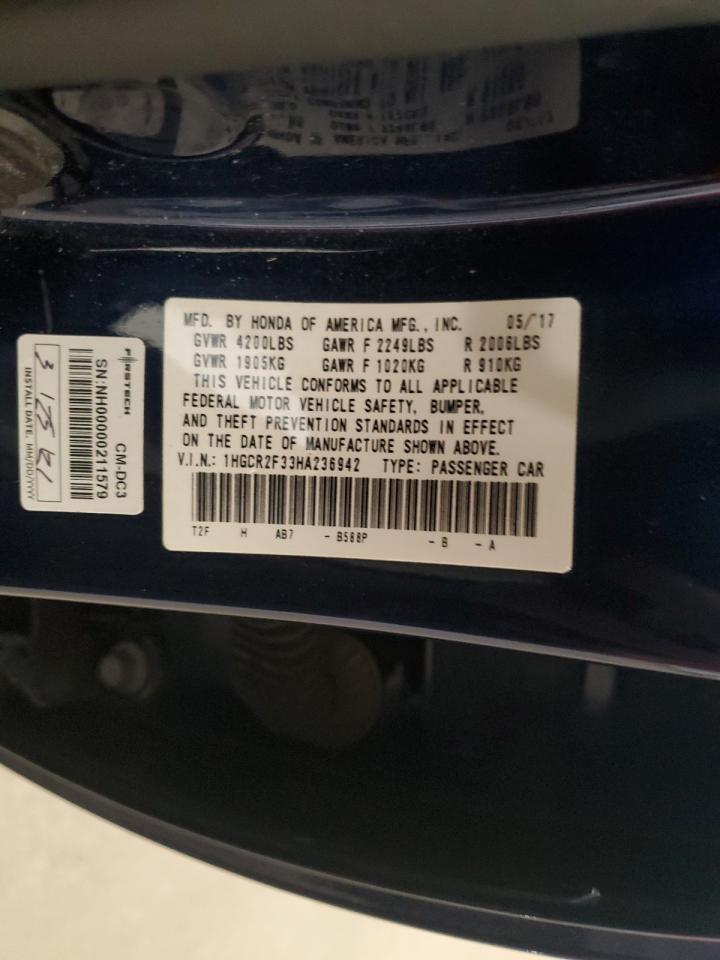 MFD. BY HONDA OF AMERICA MFG., INC. 05/17
GVWR 4200LBS GAWR F 2249LBS R 2006LBS
GVWR 1905KG GAWR F 1020KG R 910KG
THIS VEHICLE CONFORMS TO ALL APPLICABLE
FEDERAL MOTOR VEHICLE SAFETY, BUMPER,
AND THEFT PREVENTION STANDARDS IN EFFECT
ON THE DATE OF MANUFACTURE SHOWN ABOVE.
V.I.N.: 1HGCR2F33HA236942 TYPE: PASSENGER CAR
T2F H AB7 - B588P - B - A
FIRSTECH CM-DC3
SN:NH00000211579
INSTALL DATE, MM/DD/YYYY